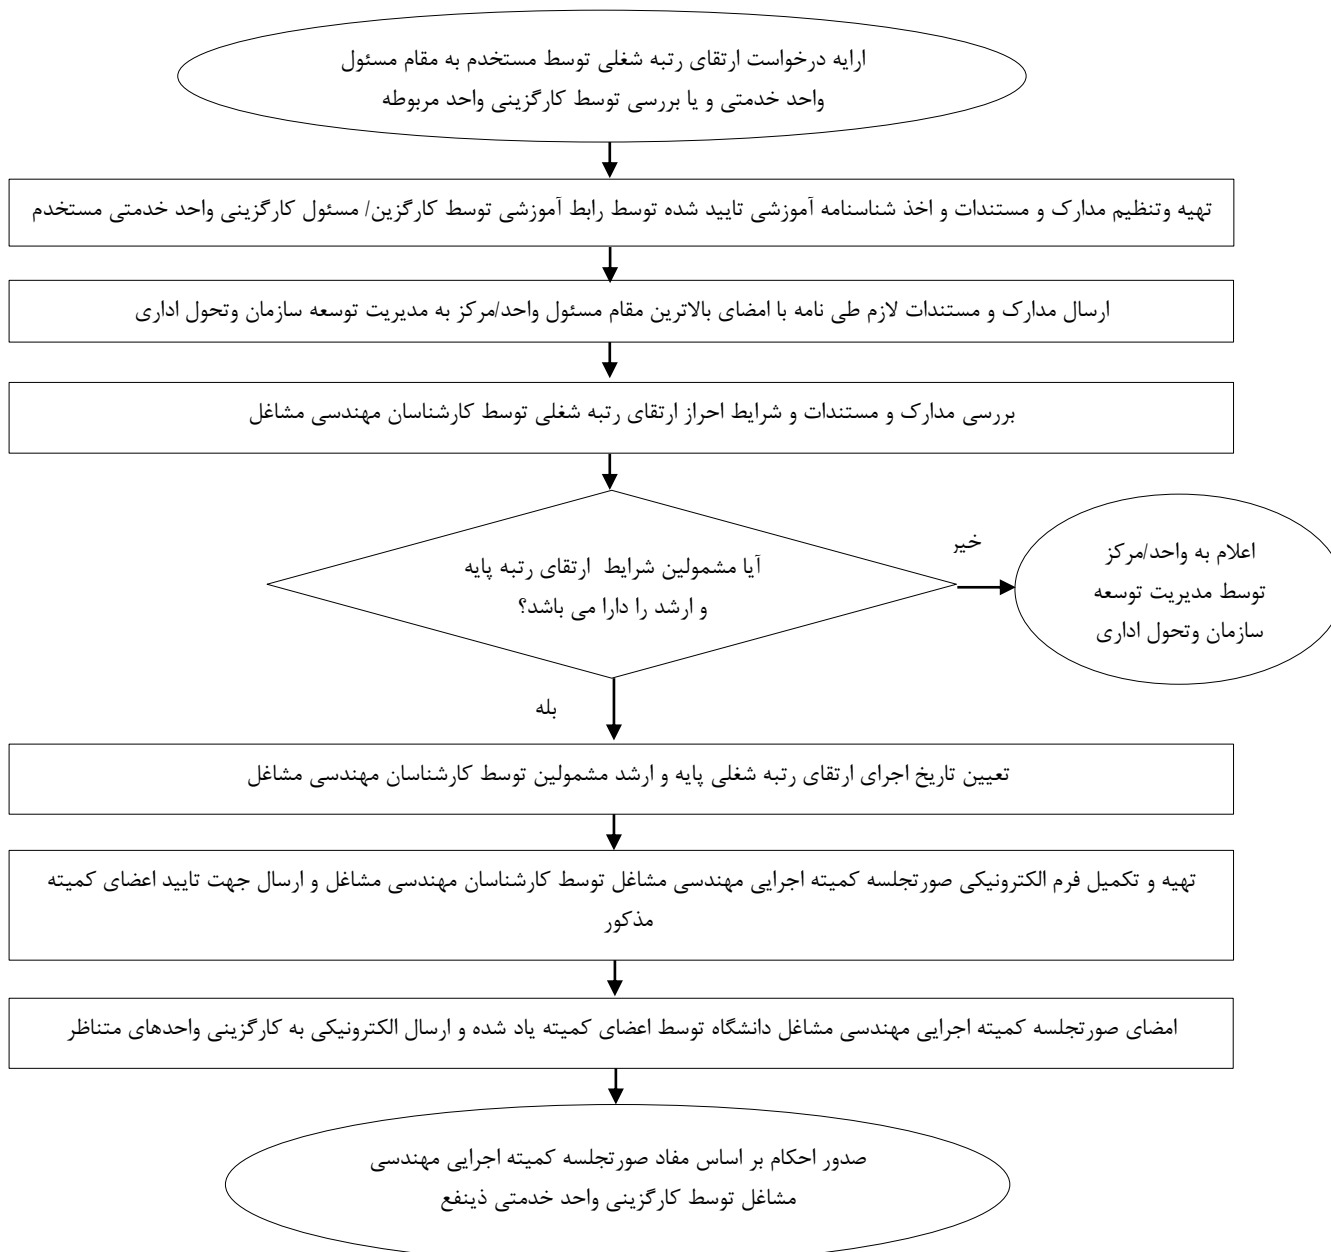 ارایه درخواست ارتقای رتبه شغلی توسط مستخدم به مقام مسئول
واحد خدمتی و یا بررسی توسط کارگزینی واحد مربوطه
تهیه وتنظیم مدارک و مستندات و اخذ شناسنامه آموزشی تایید شده توسط رابط آموزشی توسط کارگزین/ مسئول کارگزینی واحد خدمتی مستخدم
ارسال مدارک و مستندات لازم طی نامه با امضای بالاترین مقام مسئول واحد/مرکز به مدیریت توسعه سازمان وتحول اداری
بررسی مدارک و مستندات و شرایط احراز ارتقای رتبه شغلی توسط کارشناسان مهندسی مشاغل
آیا مشمولین شرایط ارتقای رتبه پایه
و ارشد را دارا می باشد؟
خیر
اعلام به واحد/مرکز
توسط مدیریت توسعه
سازمان وتحول اداری
بله
تعیین تاریخ اجرای ارتقای رتبه شغلی پایه و ارشد مشمولین توسط کارشناسان مهندسی مشاغل
تهیه و تکمیل فرم الکترونیکی صورتجلسه کمیته اجرایی مهندسی مشاغل توسط کارشناسان مهندسی مشاغل و ارسال جهت تایید اعضای کمیته
مذکور
امضای صورتجلسه کمیته اجرایی مهندسی مشاغل دانشگاه توسط اعضای کمیته یاد شده و ارسال الکترونیکی به کارگزینی واحدهای متناظر
صدور احکام بر اساس مفاد صورتجلسه کمیته اجرایی مهندسی
مشاغل توسط کارگزینی واحد خدمتی ذینفع